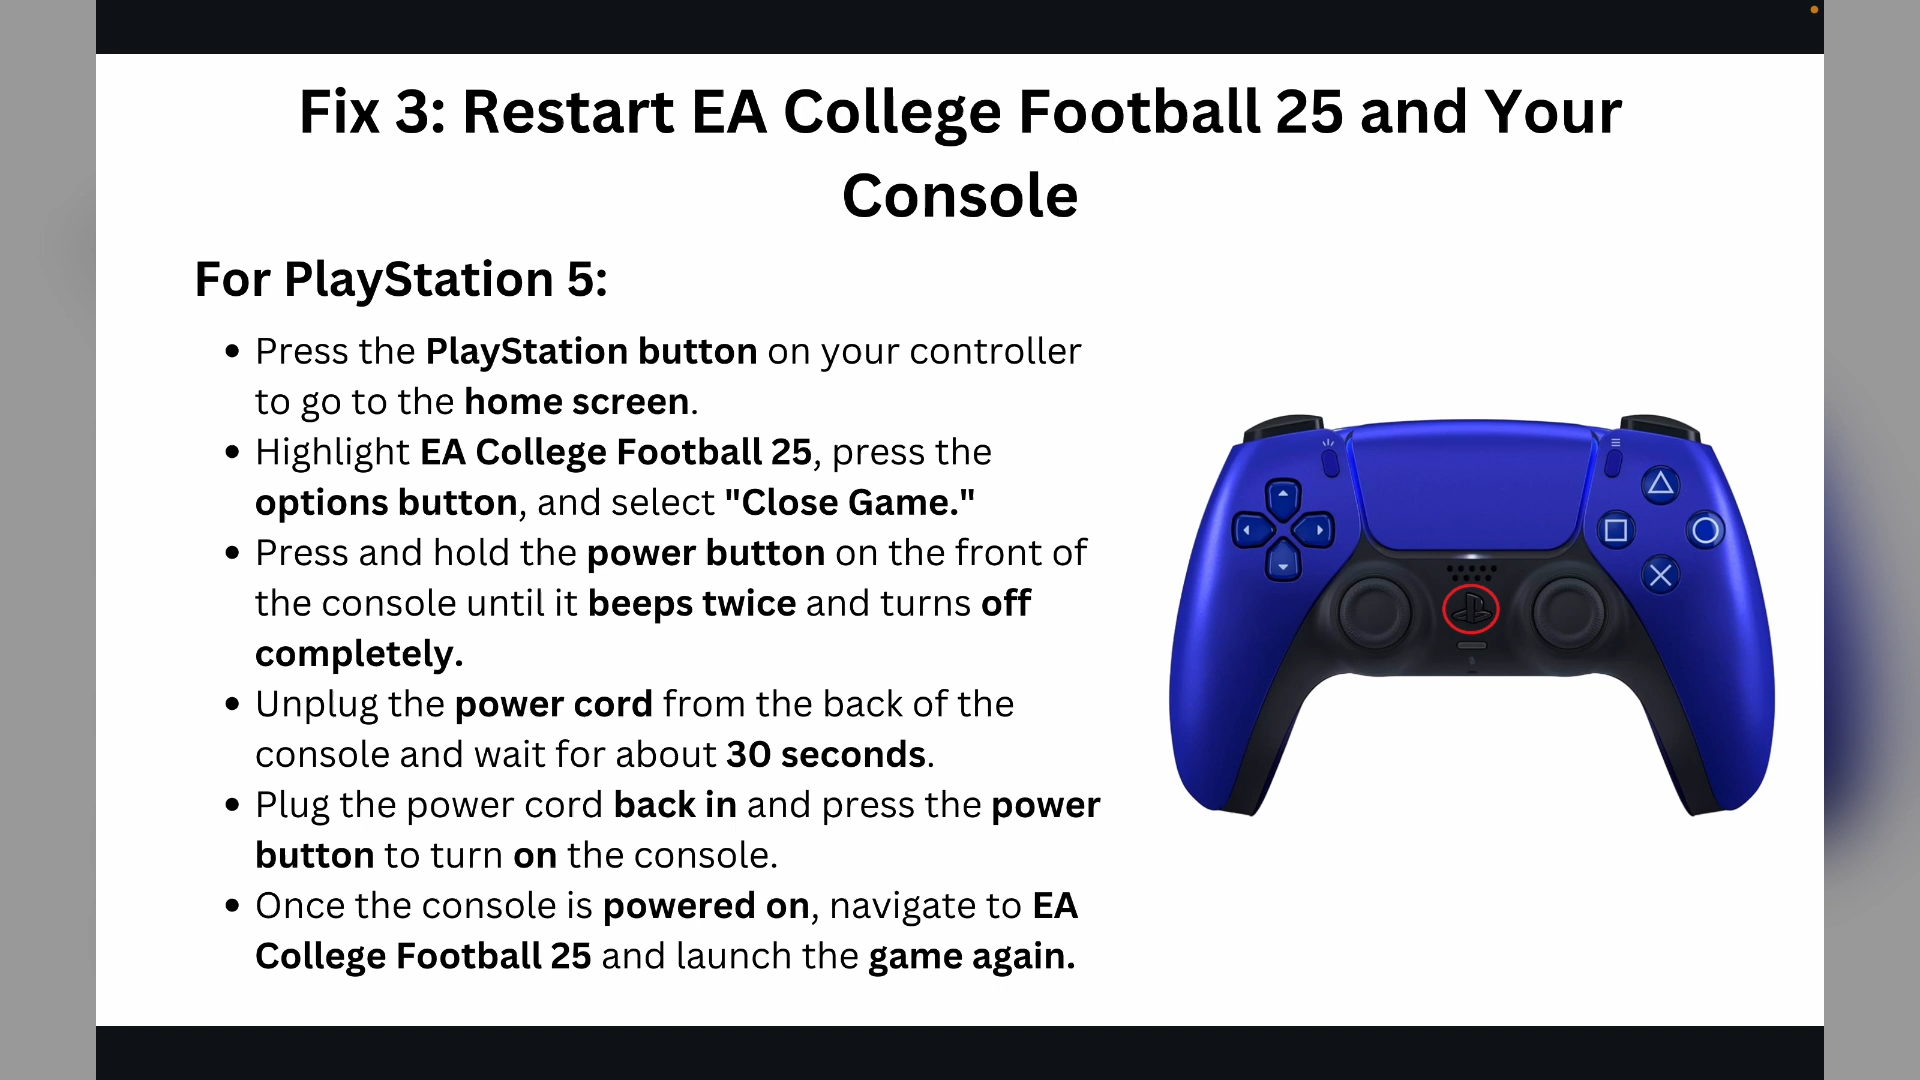 Fix 3: Restart EA College Football 25 and Your
Console
For PlayStation 5:
• Press the PlayStation button on your controller
to go to the home screen.
• Highlight EA College Football 25, press the
options button, and select "Close Game."
• Press and hold the power button on the front of
the console until it beeps twice and turns off
completely.
• Unplug the power cord from the back of the
console and wait for about 30 seconds.
• Plug the power cord back in and press the power
button to turn on the console.
• Once the console is powered on, navigate to EA
College Football 25 and launch the game again.